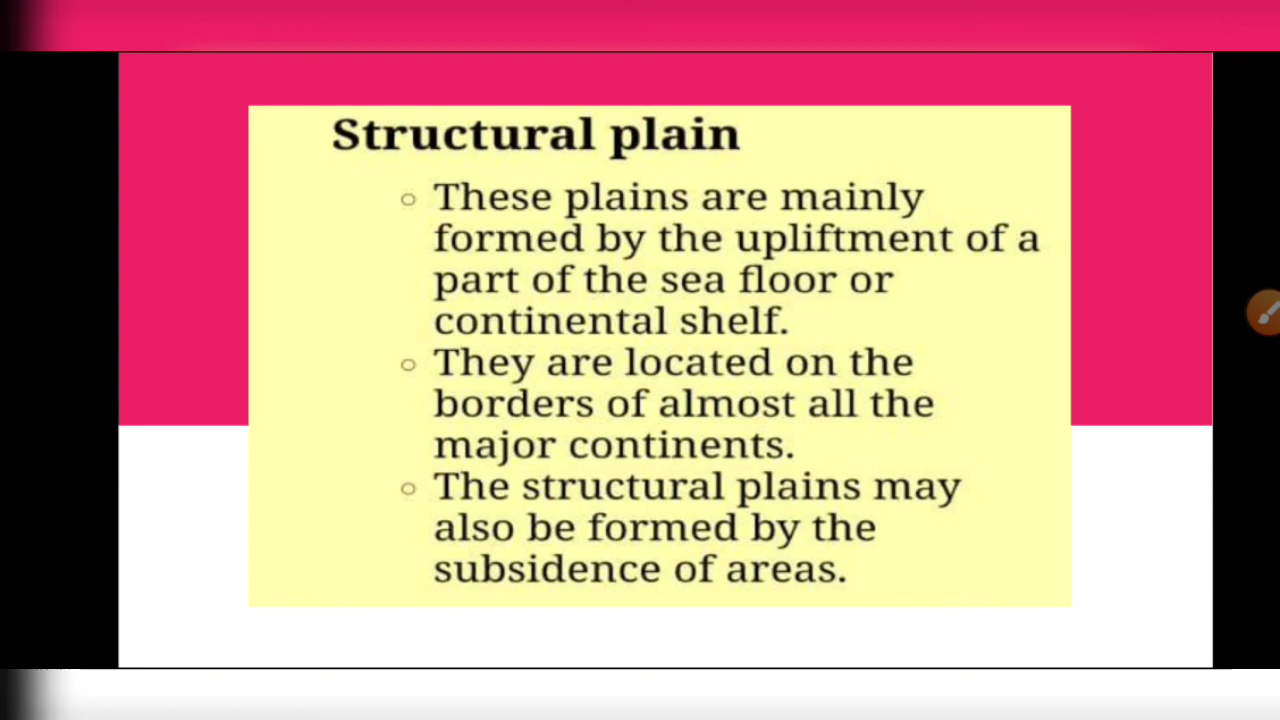 Structural plain
○ These plains are mainly
formed by the upliftment of a
part of the sea floor or
continental shelf.
○ They are located on the
borders of almost all the
major continents.
○ The structural plains may
also be formed by the
subsidence of areas.